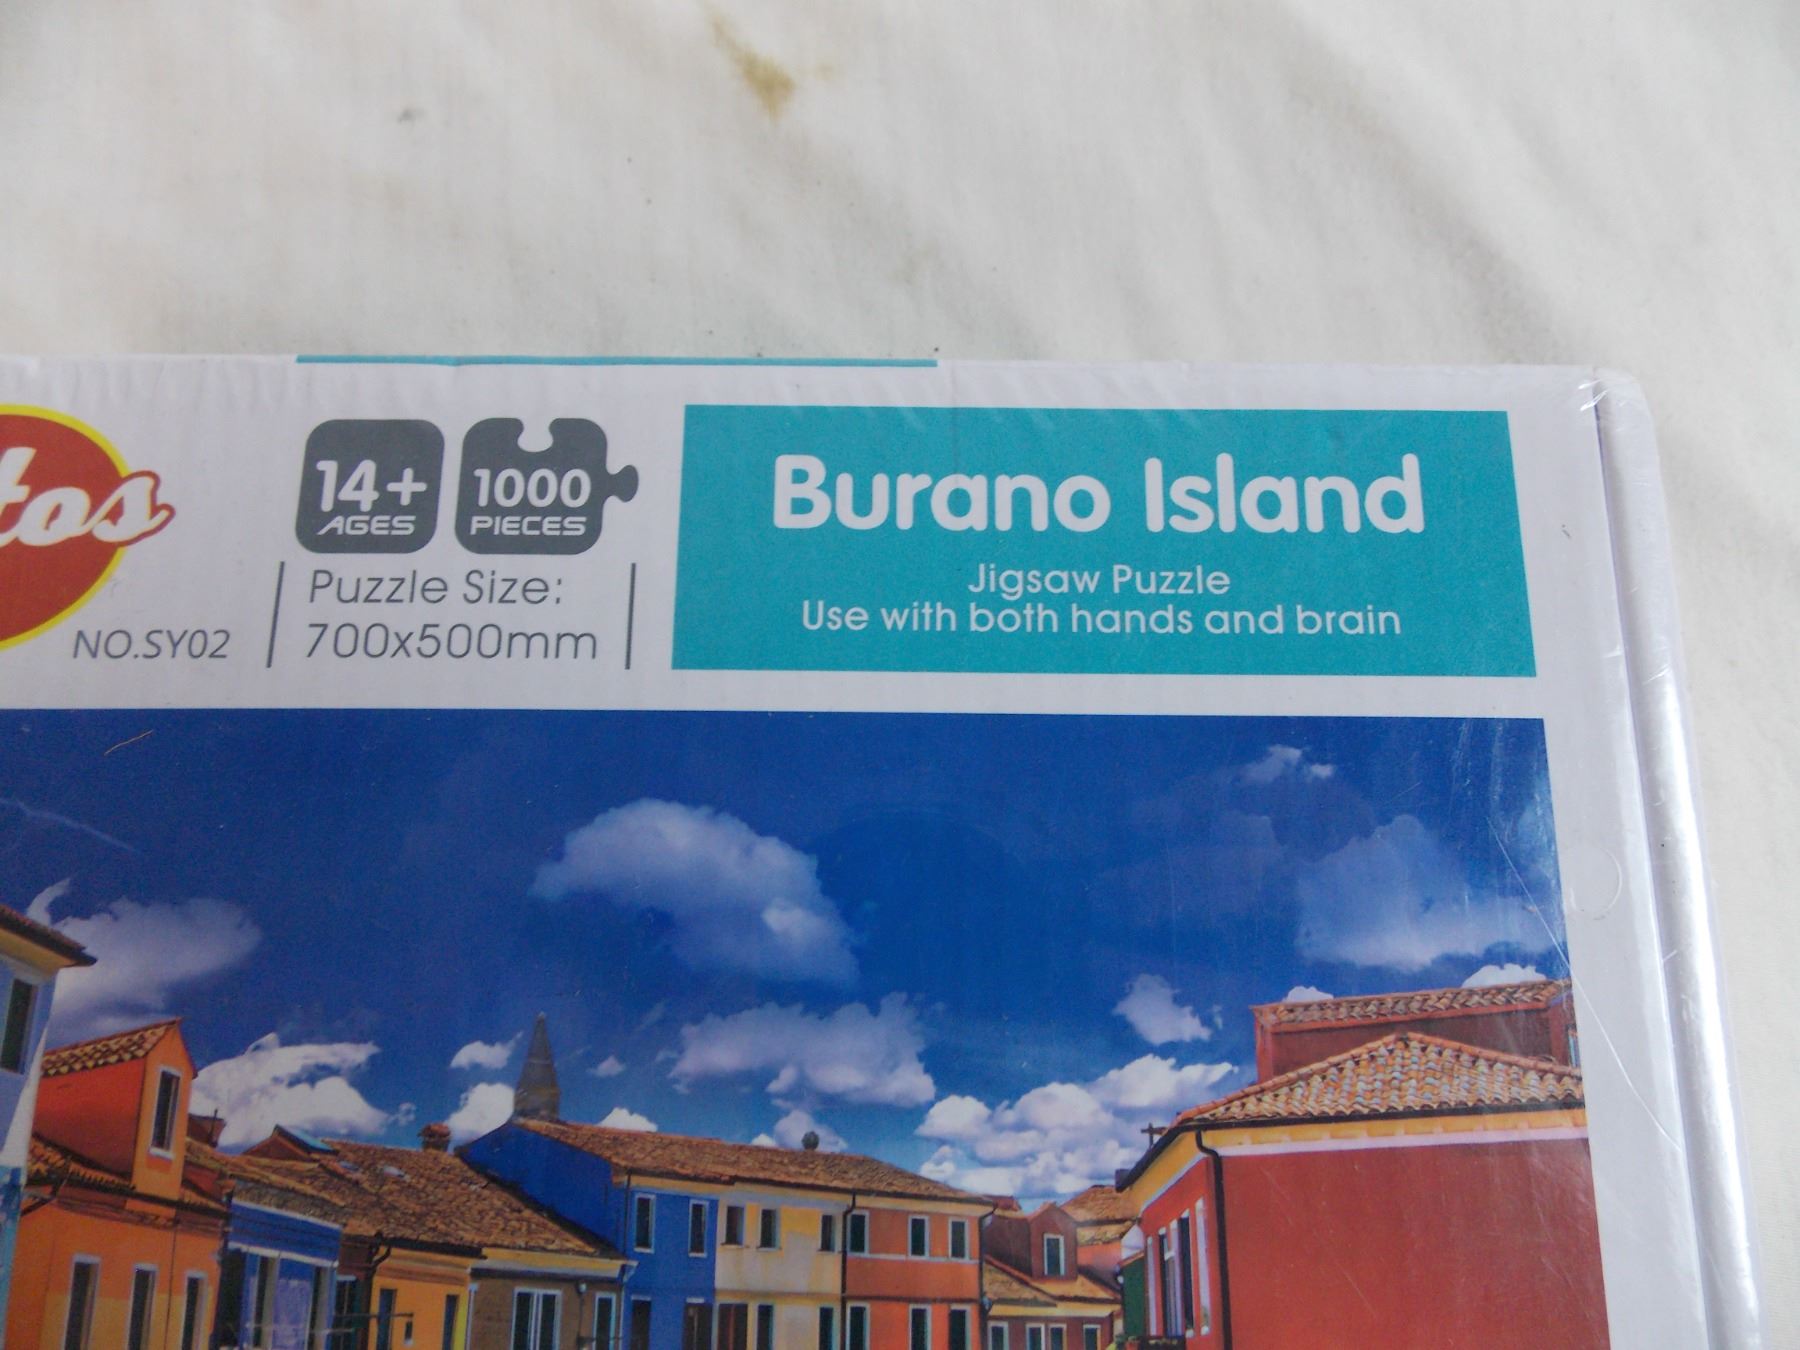 tos
NO.SY02
14+
AGES
1000
PIECES
Puzzle Size:
700x500mm
Burano Island
Jigsaw Puzzle
Use with both hands and brain